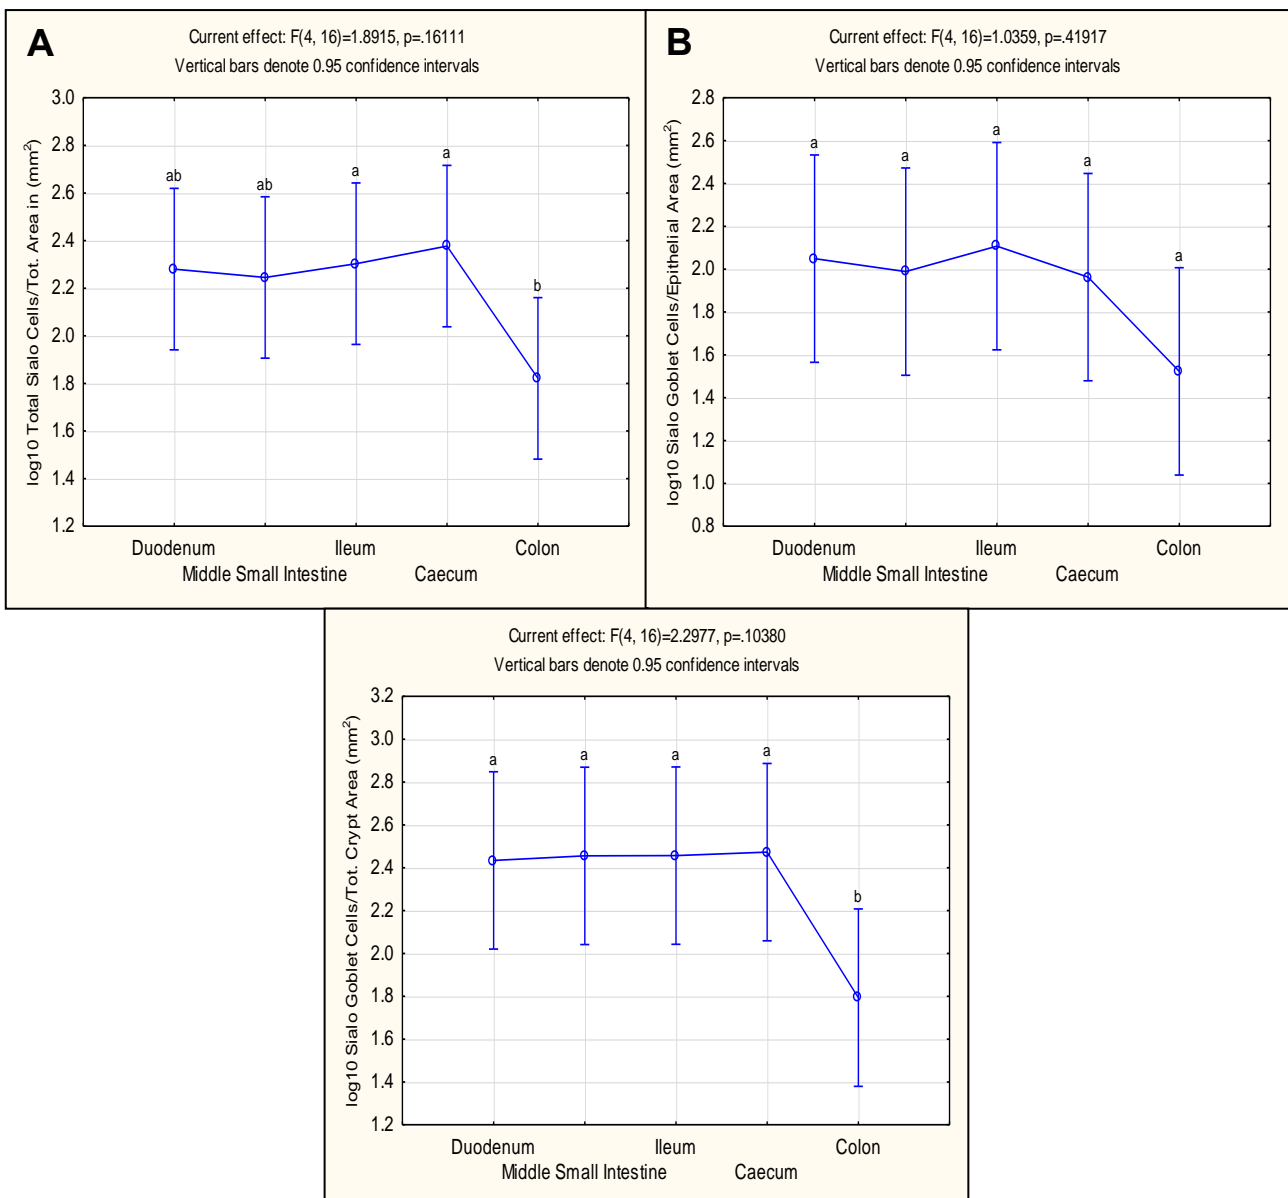 A
Current effect: F(4, 16)=1.8915, p=.16111
Vertical bars denote 0.95 confidence intervals
log10 Total Sialo Cells/Tot. Area in (mm²)
3.0
2.8
2.6
2.4
2.2
2.0
1.8
1.6
1.4
1.2
ab
ab
a
a
b
Duodenum
Ileum
Colon
Middle Small Intestine
Caecum
B
Current effect: F(4, 16)=1.0359, p=.41917
Vertical bars denote 0.95 confidence intervals
log10 Sialo Goblet Cells/Epithelial Area (mm²)
2.8
2.6
2.4
2.2
2.0
1.8
1.6
1.4
1.2
1.0
0.8
a
a
a
a
a
Duodenum
Ileum
Colon
Middle Small Intestine
Caecum
Current effect: F(4, 16)=2.2977, p=.10380
Vertical bars denote 0.95 confidence intervals
log10 Sialo Goblet Cells/Tot. Crypt Area (mm²)
3.2
3.0
2.8
2.6
2.4
2.2
2.0
1.8
1.6
1.4
1.2
a
a
a
a
b
Duodenum
Ileum
Colon
Middle Small Intestine
Caecum